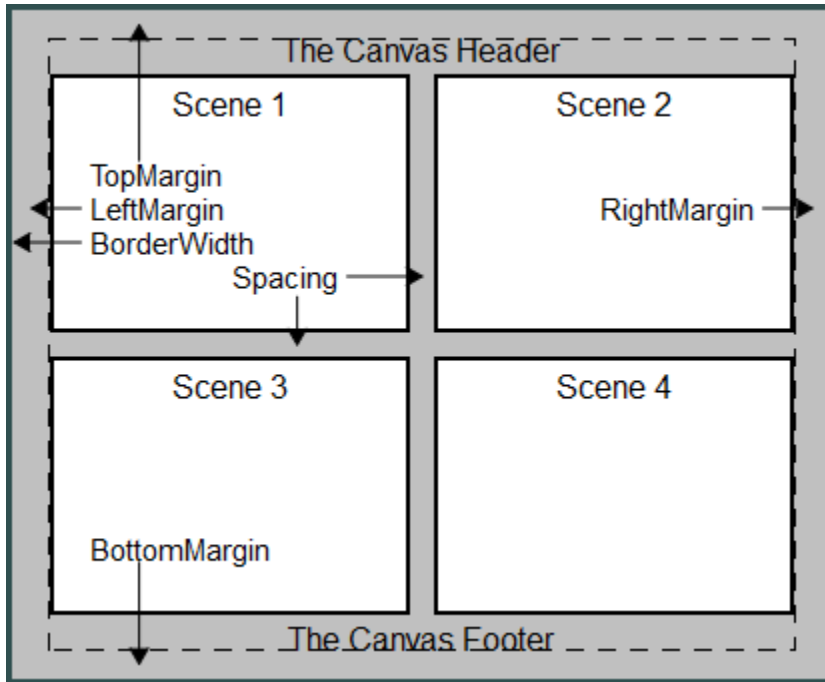 The Canvas Header
Scene 1
Scene 2
TopMargin
LeftMargin
RightMargin
BorderWidth
Spacing
Scene 3
Scene 4
BottomMargin
The Canvas Footer